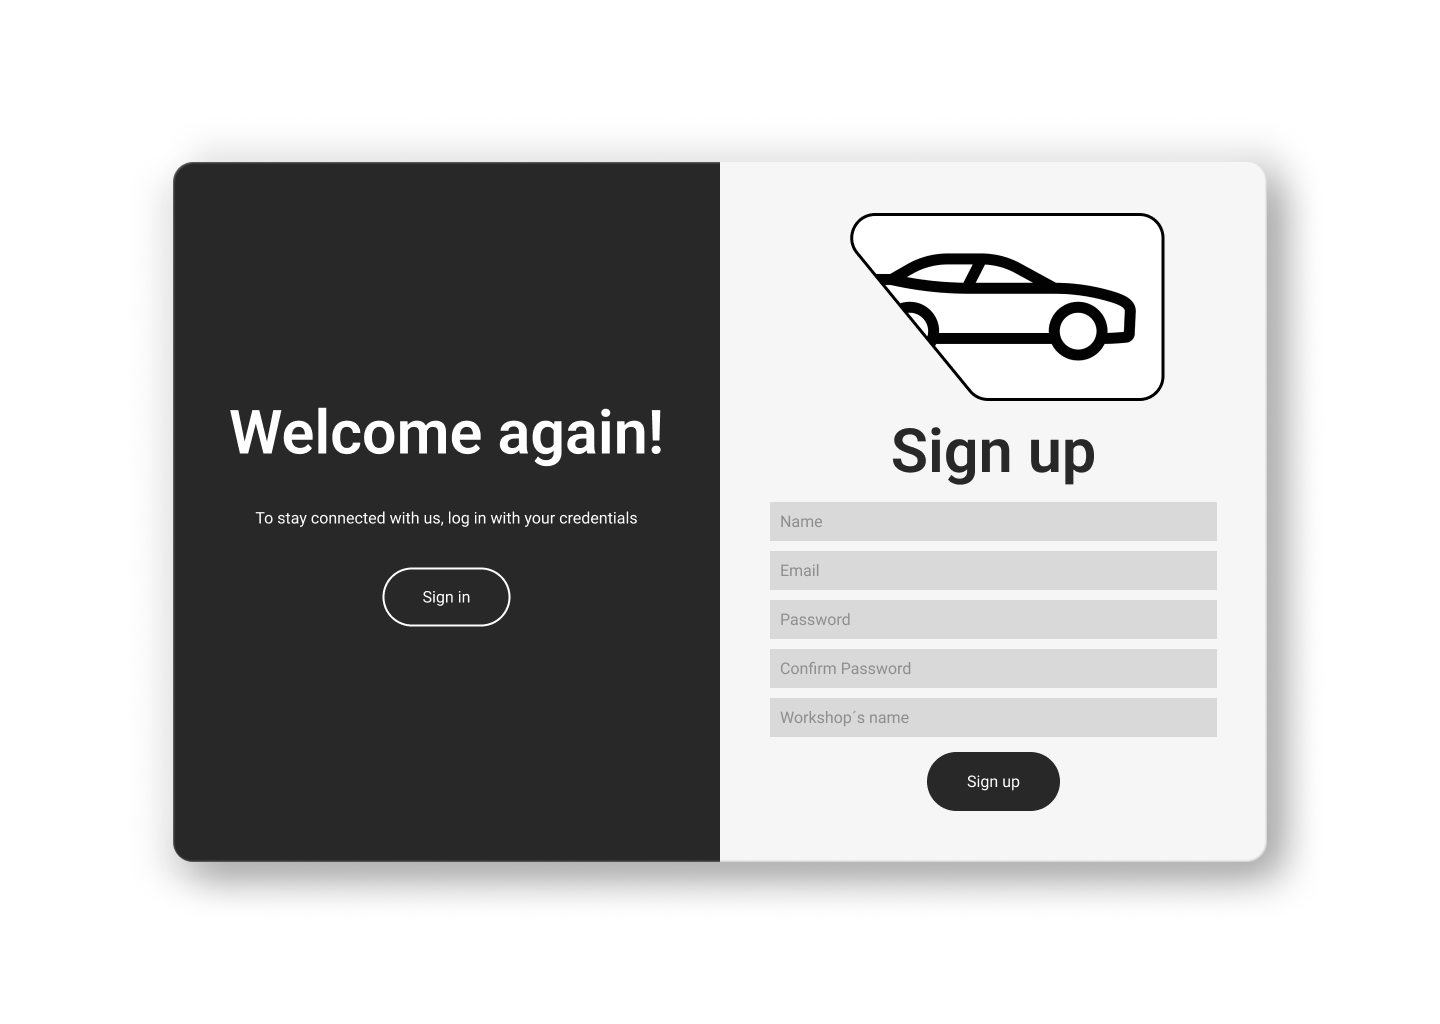 Welcome again!
To stay connected with us, log in with your credentials
Sign in
Sign up
Name
Email
Password
Confirm Password
Workshop´s name
Sign up